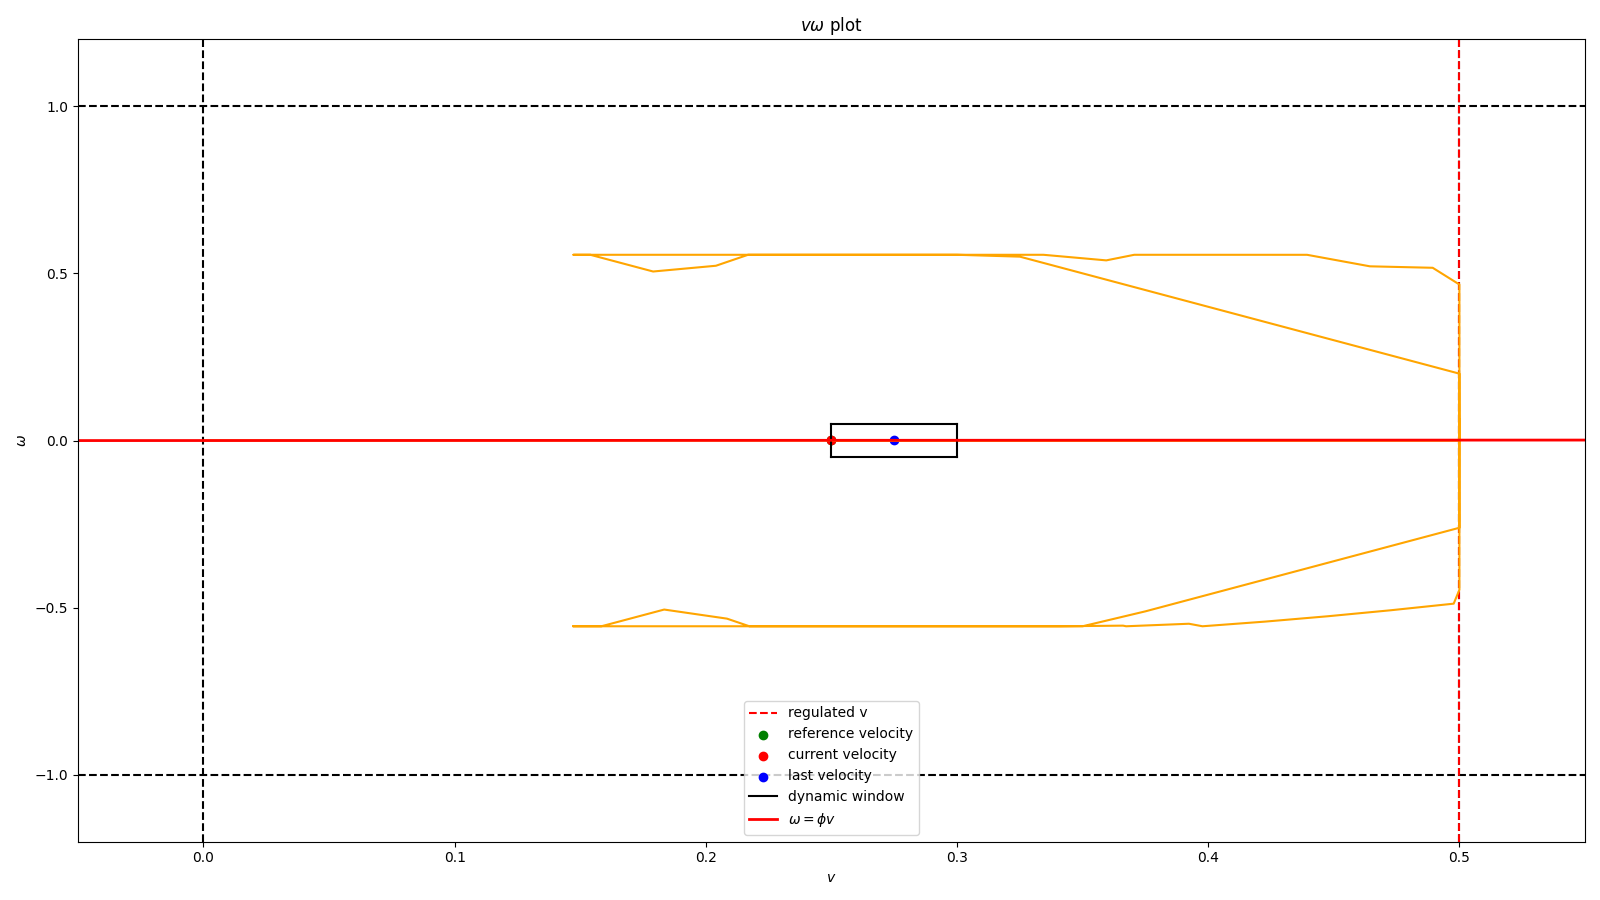 vω plot
1.0
0.5
0.0
−0.5
−1.0
ω
regulated v
reference velocity
current velocity
last velocity
dynamic window
ω = ϕv
0.0 0.1 0.2 0.3 0.4 0.5
v